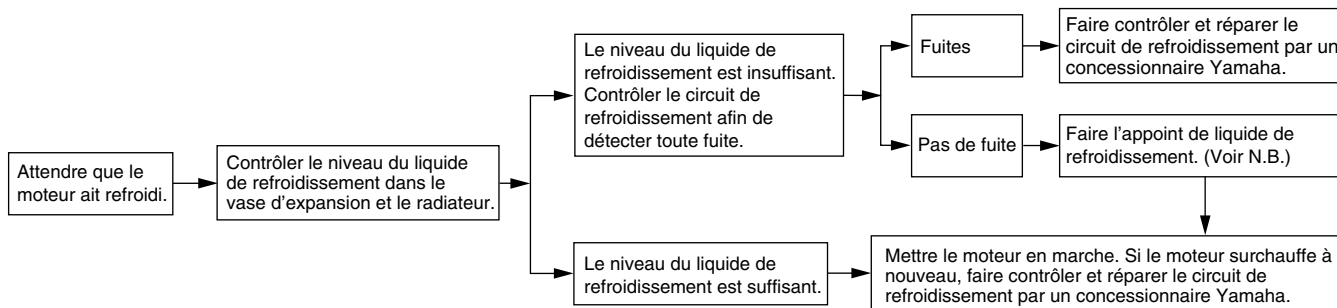 Attendre que le
moteur ait refroidi.
Contrôler le niveau du liquide
de refroidissement dans le
vase d’expansion et le radiateur.
Le niveau du liquide de
refroidissement est insuffisant.
Contrôler le circuit de
refroidissement afin de
détecter toute fuite.
Fuites
Faire contrôler et réparer le
circuit de refroidissement par un
concessionnaire Yamaha.
Pas de fuite
Faire l’appoint de liquide de
refroidissement. (Voir N.B.)
Le niveau du liquide de
refroidissement est suffisant.
Mettre le moteur en marche. Si le moteur surchauffe à
nouveau, faire contrôler et réparer le circuit de
refroidissement par un concessionnaire Yamaha.